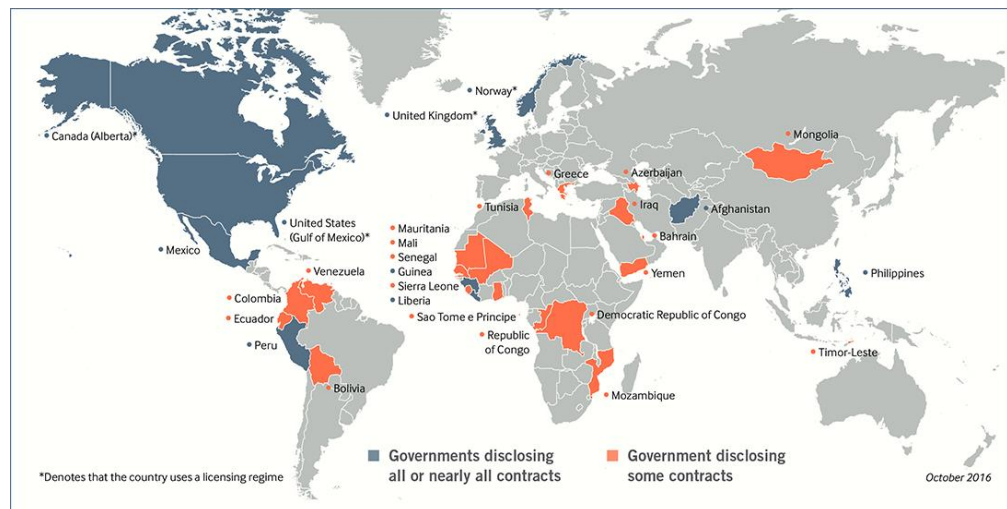 Norway*
United Kingdom*
Canada (Alberta)*
Mongolia
Greece
Azerbaijan
Tunisia
Iraq
Afghanistan
United States
(Gulf of Mexico)*
Mauritania
Mali
Senegal
Guinea
Sierra Leone
Liberia
Bahrain
Mexico
Yemen
Philippines
Venezuela
Colombia
Ecuador
Sao Tome e Principe
Democratic Republic of Congo
Republic
of Congo
Peru
Timor-Leste
Bolivia
Mozambique
Governments disclosing
all or nearly all contracts
Government disclosing
some contracts
*Denotes that the country uses a licensing regime
October 2016